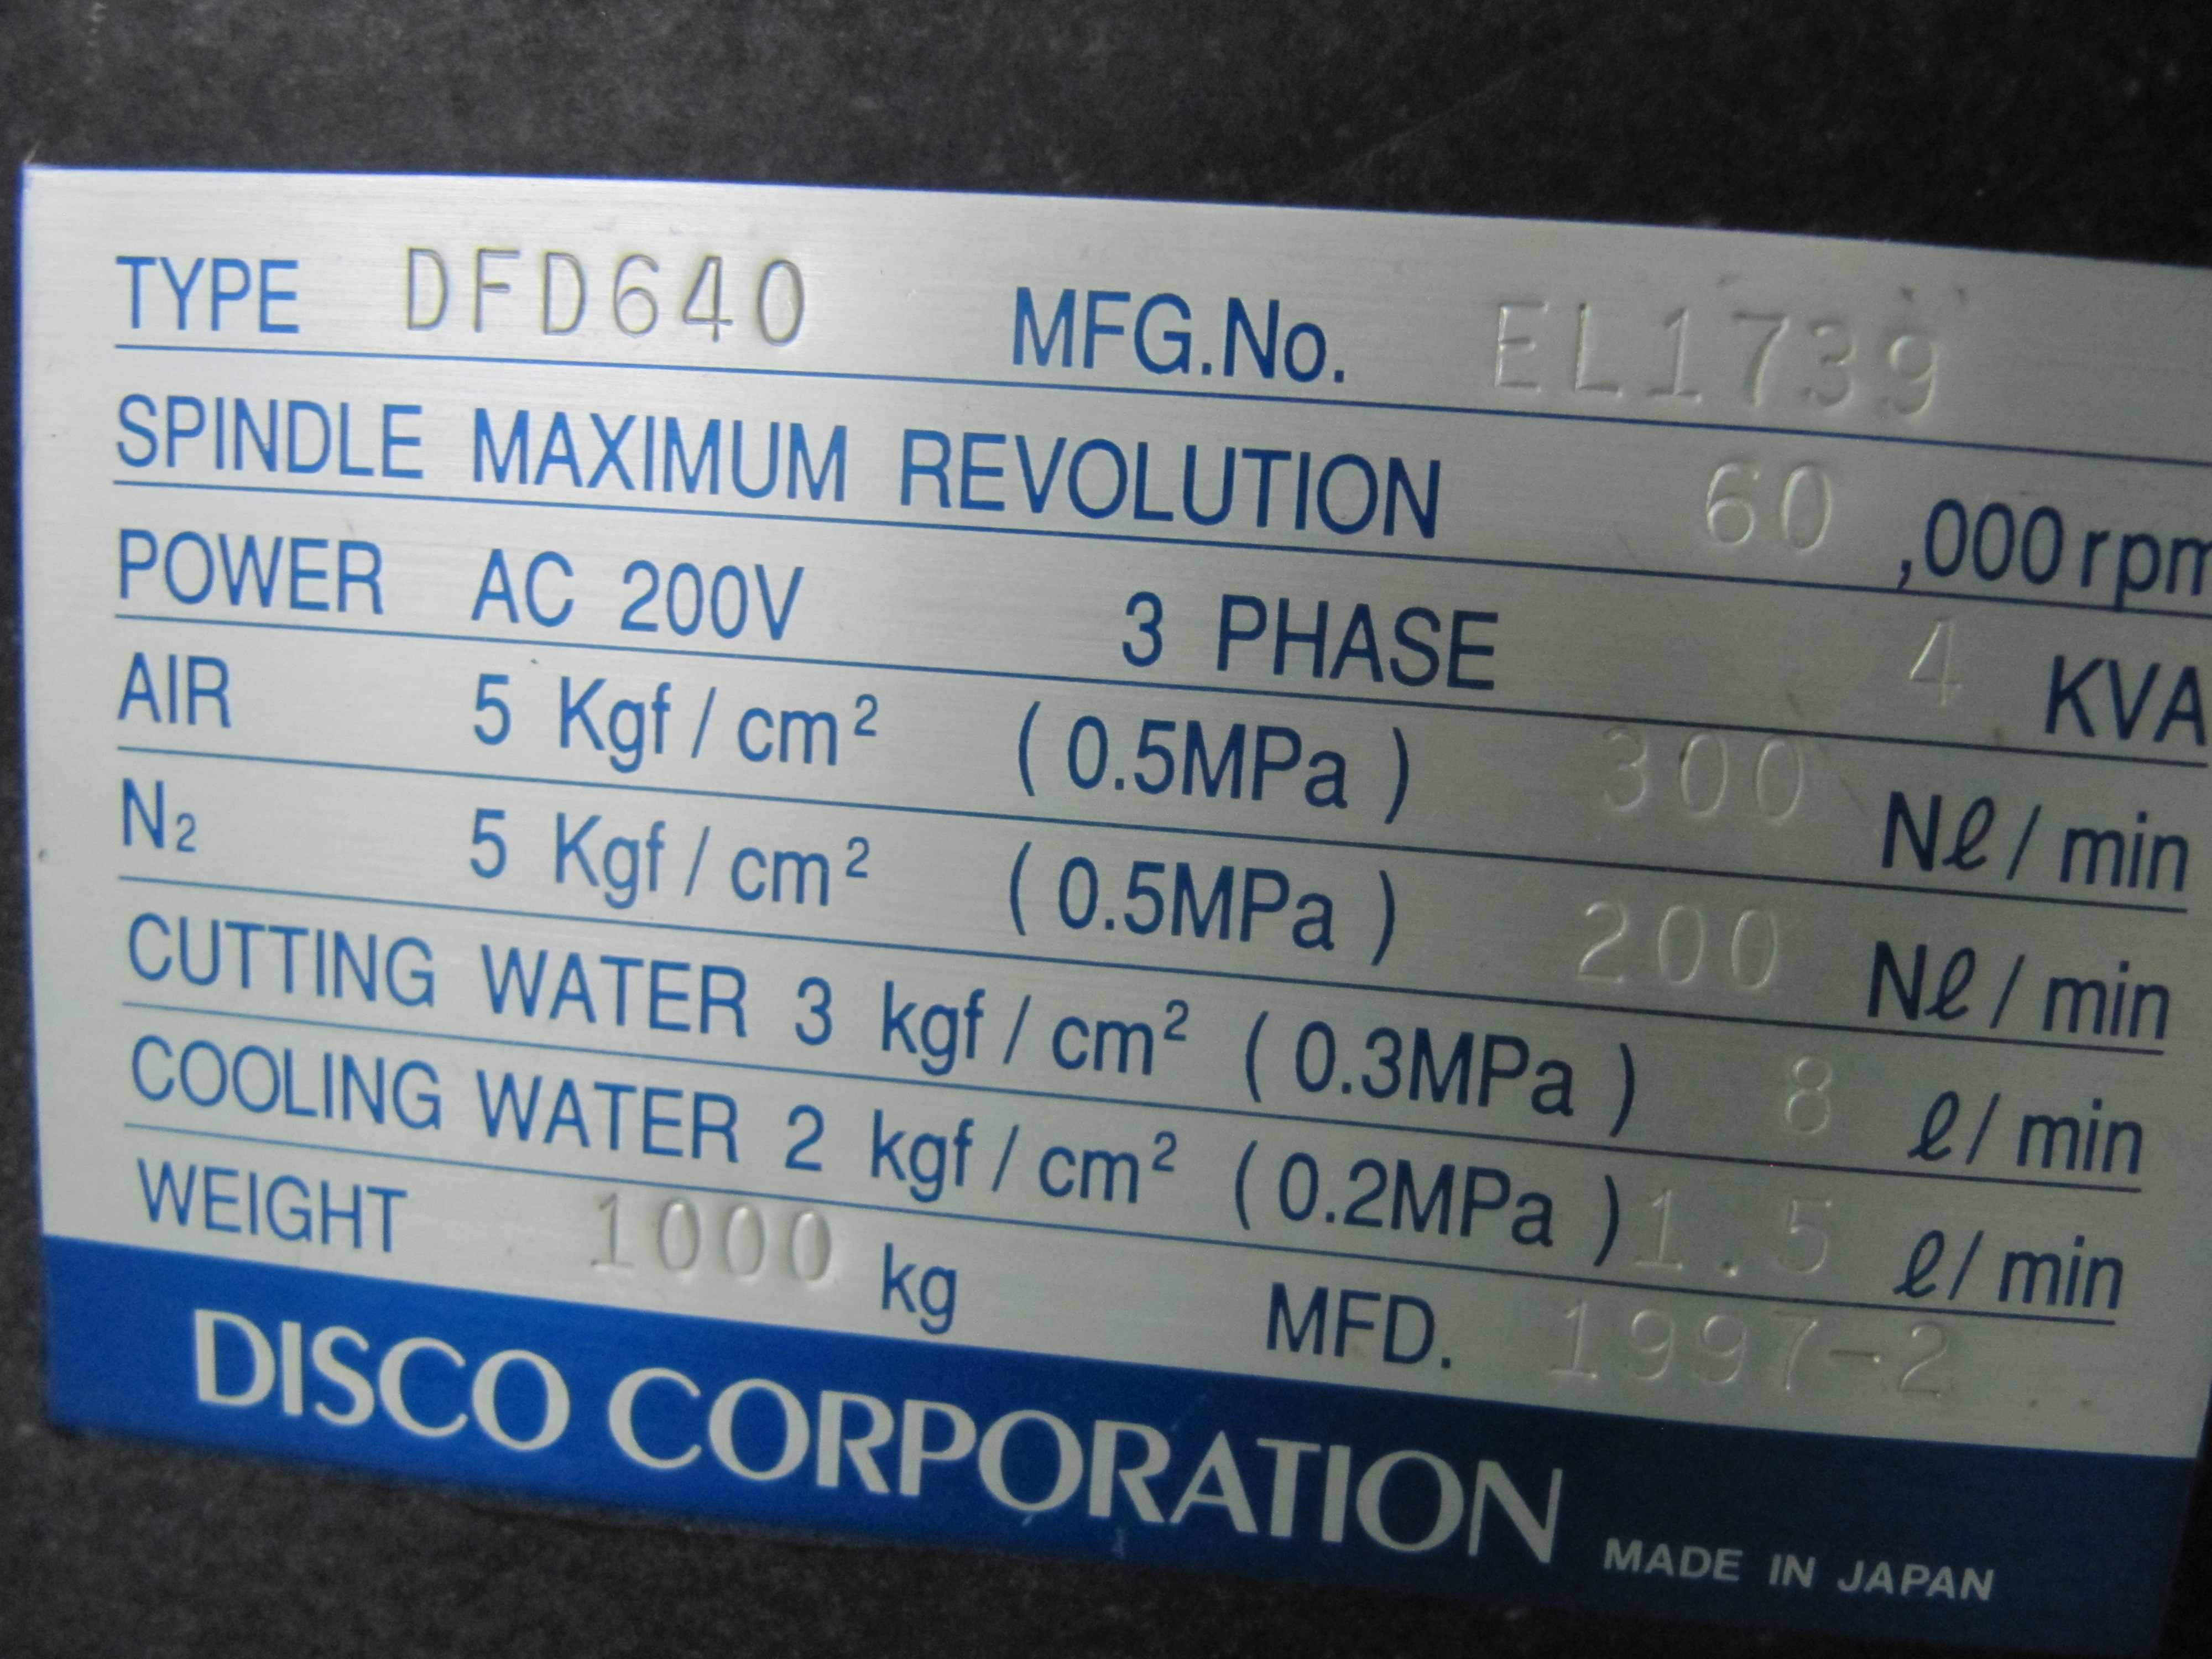 TYPE DFD640 MFG.No. EL1739
SPINDLE MAXIMUM REVOLUTION 60 ,000rpm
POWER AC 200V 3 PHASE 4 KVA
AIR 5 Kgf/cm² (0.5MPa) 300 Nℓ/min
N₂ 5 Kgf/cm² (0.5MPa) 200 Nℓ/min
CUTTING WATER 3 kgf/cm² (0.3MPa) 8 ℓ/min
COOLING WATER 2 kgf/cm² (0.2MPa) 1.5 ℓ/min
WEIGHT 1000 kg MFD. 1997-2
DISCO CORPORATION MADE IN JAPAN